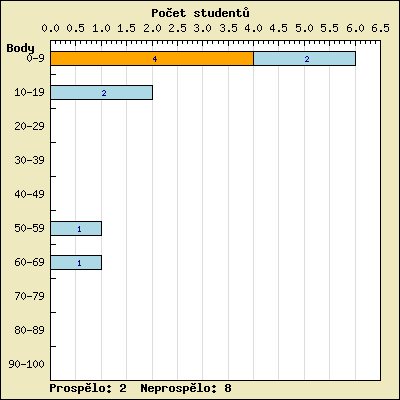 Počet studentů
0.0 0.5 1.0 1.5 2.0 2.5 3.0 3.5 4.0 4.5 5.0 5.5 6.0 6.5
Body
0-9 4 2
10-19 2
20-29
30-39
40-49
50-59 1
60-69 1
70-79
80-89
90-100
Prospělo: 2 Neprospělo: 8